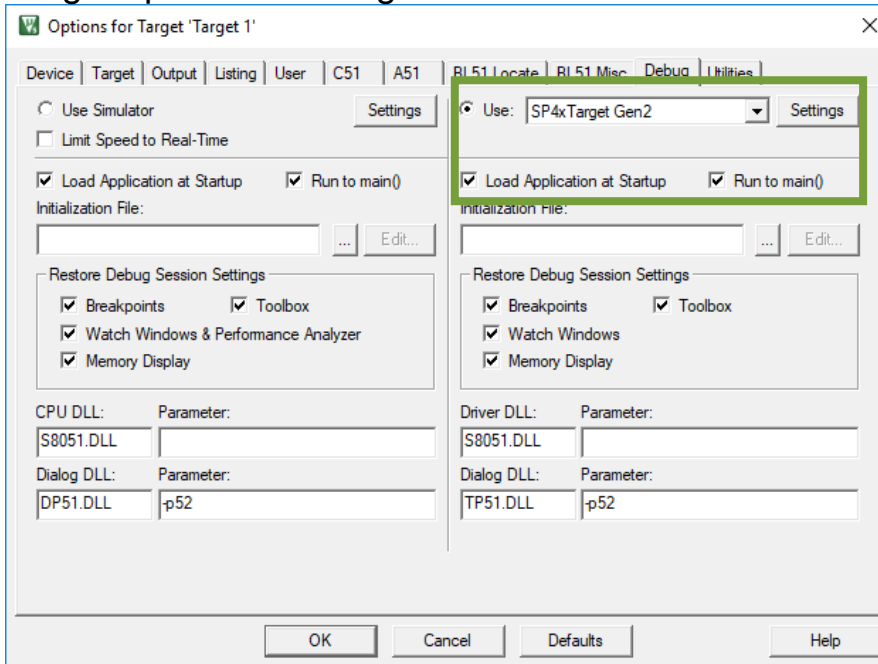 Options for Target 'Target 1'
Device Target Output Listing User C51 A51 BL51 Locate BL51 Misc Debug Utilities
Use Simulator Settings Use: SP4xTarget Gen2 Settings
Limit Speed to Real-Time
Load Application at Startup Run to main() Load Application at Startup Run to main()
Initialization File: Initialization File:
... Edit... ... Edit...
Restore Debug Session Settings Restore Debug Session Settings
Breakpoints Toolbox Breakpoints Toolbox
Watch Windows & Performance Analyzer Watch Windows
Memory Display Memory Display
CPU DLL: Parameter: Driver DLL: Parameter:
S8051.DLL S8051.DLL
Dialog DLL: Parameter: Dialog DLL: Parameter:
DP51.DLL -p52 TP51.DLL -p52
OK Cancel Defaults Help